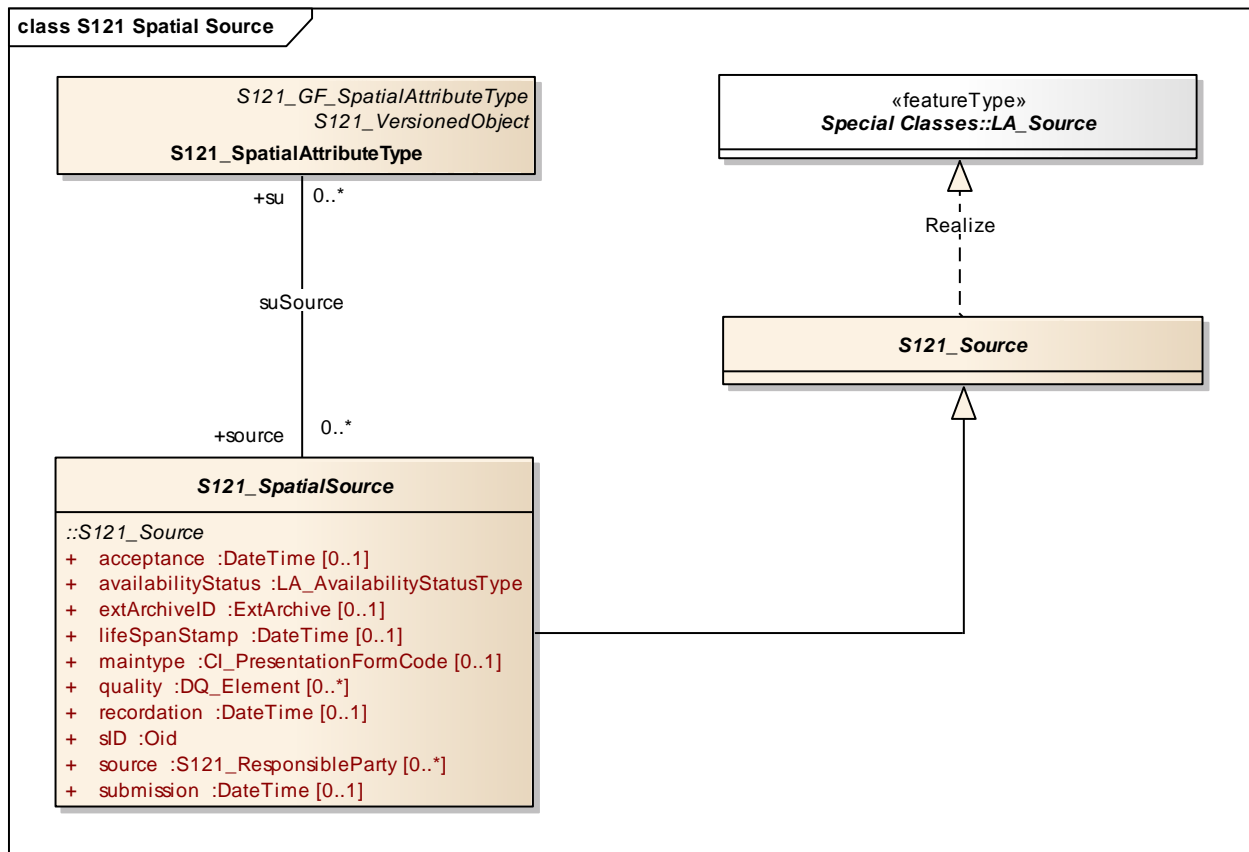 class S121 Spatial Source
S121_GF_SpatialAttributeType
S121_VersionedObject
S121_SpatialAttributeType
+su 0..*
suSource
+source 0..*
S121_SpatialSource
::S121_Source
+ acceptance :DateTime [0..1]
+ availabilityStatus :LA_AvailabilityStatusType
+ extArchiveID :ExtArchive [0..1]
+ lifeSpanStamp :DateTime [0..1]
+ maintype :CI_PresentationFormCode [0..1]
+ quality :DQ_Element [0..*]
+ recordation :DateTime [0..1]
+ sID :Oid
+ source :S121_ResponsibleParty [0..*]
+ submission :DateTime [0..1]
«featureType»
Special Classes::LA_Source
Realize
S121_Source